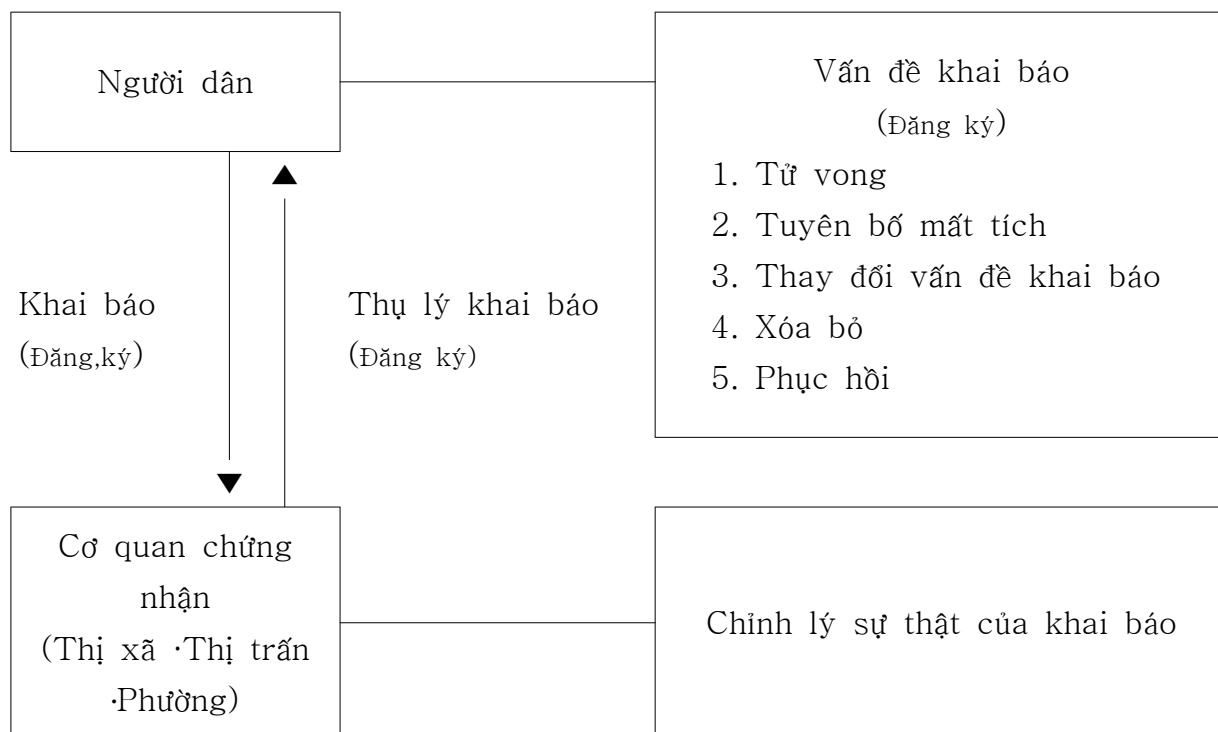 Người dân
Vấn đề khai báo
(Đăng ký)
1. Tử vong
2. Tuyên bố mất tích
3. Thay đổi vấn đề khai báo
4. Xóa bỏ
5. Phục hồi
Khai báo
(Đăng,ký)
Thụ lý khai báo
(Đăng ký)
Cơ quan chứng
nhận
(Thị xã ·Thị trấn
·Phường)
Chỉnh lý sự thật của khai báo